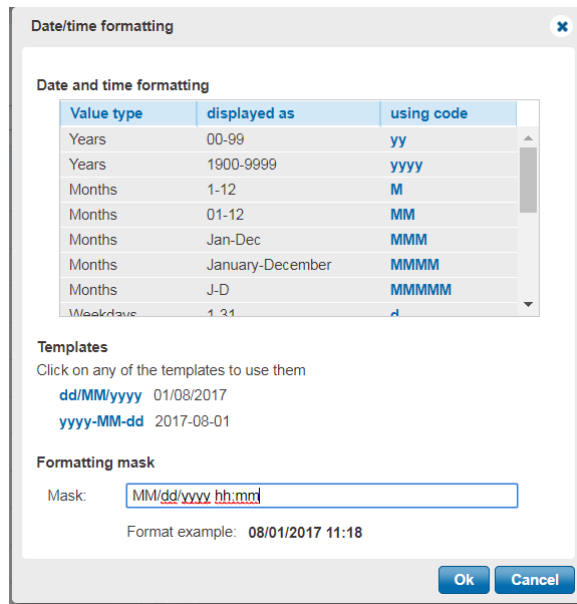 Date/time formatting
Date and time formatting
Value type displayed as using code
Years 00-99 yy
Years 1900-9999 yyyy
Months 1-12 M
Months 01-12 MM
Months Jan-Dec MMM
Months January-December MMMM
Months J-D MMMMM
Weekdays 1-31 d
Templates
Click on any of the templates to use them
dd/MM/yyyy 01/08/2017
yyyy-MM-dd 2017-08-01
Formatting mask
Mask: MM/dd/yyyy hh:mm
Format example: 08/01/2017 11:18
Ok Cancel